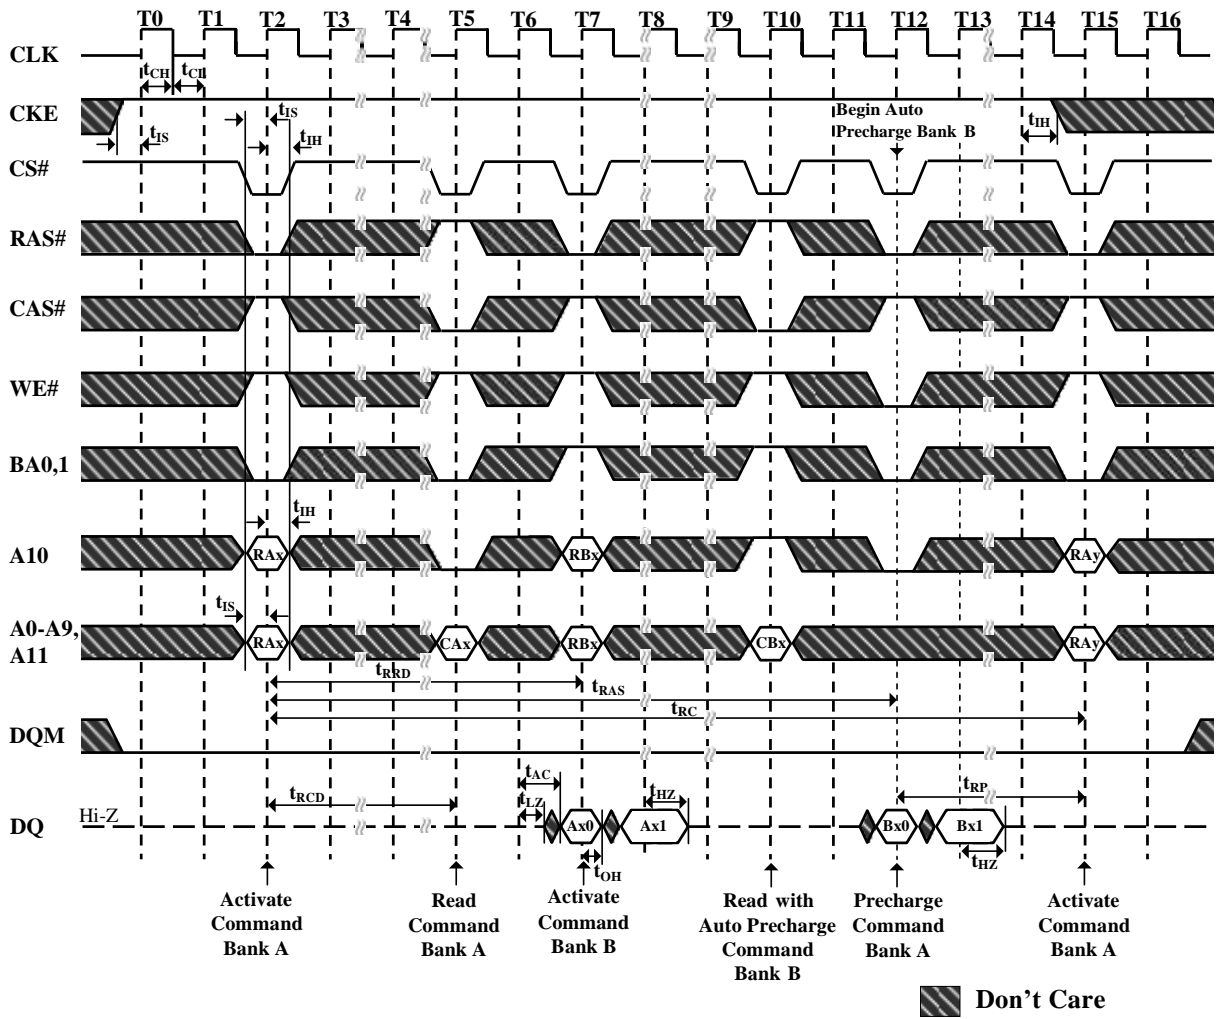 T0 T1 T2 T3 T4 T5 T6 T7 T8 T9 T10 T11 T12 T13 T14 T15 T16
CLK
tCH tCL
CKE
tIS
tIS
tIH
Begin Auto
Precharge Bank B
tIH
CS#
RAS#
CAS#
WE#
BA0,1
tIH
A10
RAx RBx RAy
tIS
A0-A9,
A11
RAx CAx RBx CBx RAy
tRRD
tRAS
tRC
DQM
tRCD
tAC
tLZ
tHZ
tRP
Hi-Z
DQ
Ax0 Ax1 Bx0 Bx1
tOH
tHZ
Activate
Command
Bank A
Read
Command
Bank A
Activate
Command
Bank B
Read with
Auto Precharge
Command
Bank B
Precharge
Command
Bank A
Activate
Command
Bank A
Don't Care